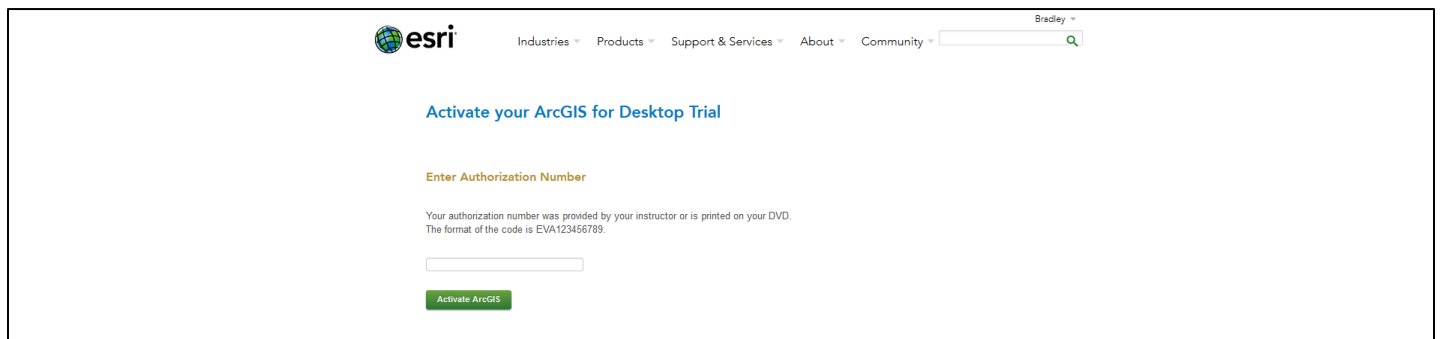 Bradley
esri
Industries Products Support & Services About Community
Activate your ArcGIS for Desktop Trial
Enter Authorization Number
Your authorization number was provided by your instructor or is printed on your DVD.
The format of the code is EVA123456789.
Activate ArcGIS